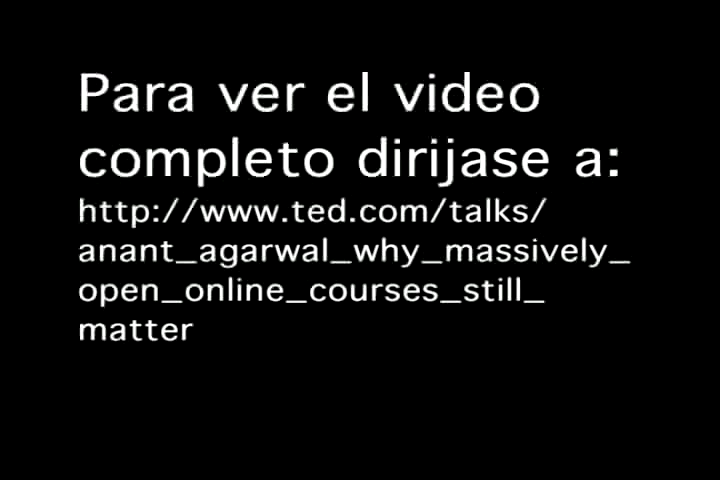 Para ver el video
completo dirijase a:
http://www.ted.com/talks/
anant_agarwal_why_massively_
open_online_courses_still_
matter